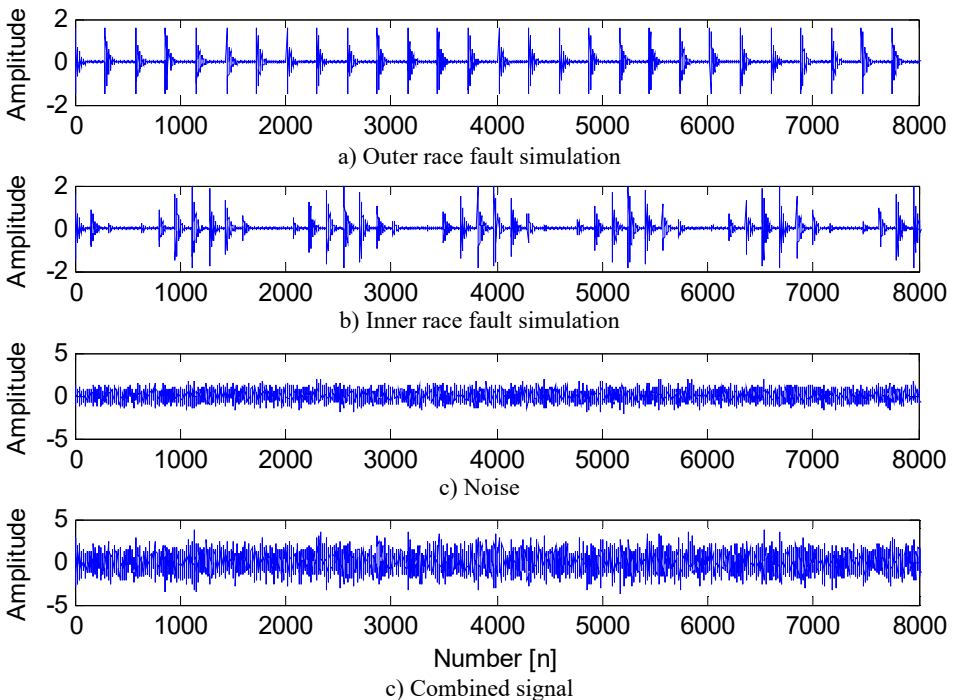 Amplitude
2
0
-2
0 1000 2000 3000 4000 5000 6000 7000 8000
a) Outer race fault simulation
Amplitude
2
0
-2
0 1000 2000 3000 4000 5000 6000 7000 8000
b) Inner race fault simulation
Amplitude
5
0
-5
0 1000 2000 3000 4000 5000 6000 7000 8000
c) Noise
Amplitude
5
0
-5
0 1000 2000 3000 4000 5000 6000 7000 8000
Number [n]
c) Combined signal